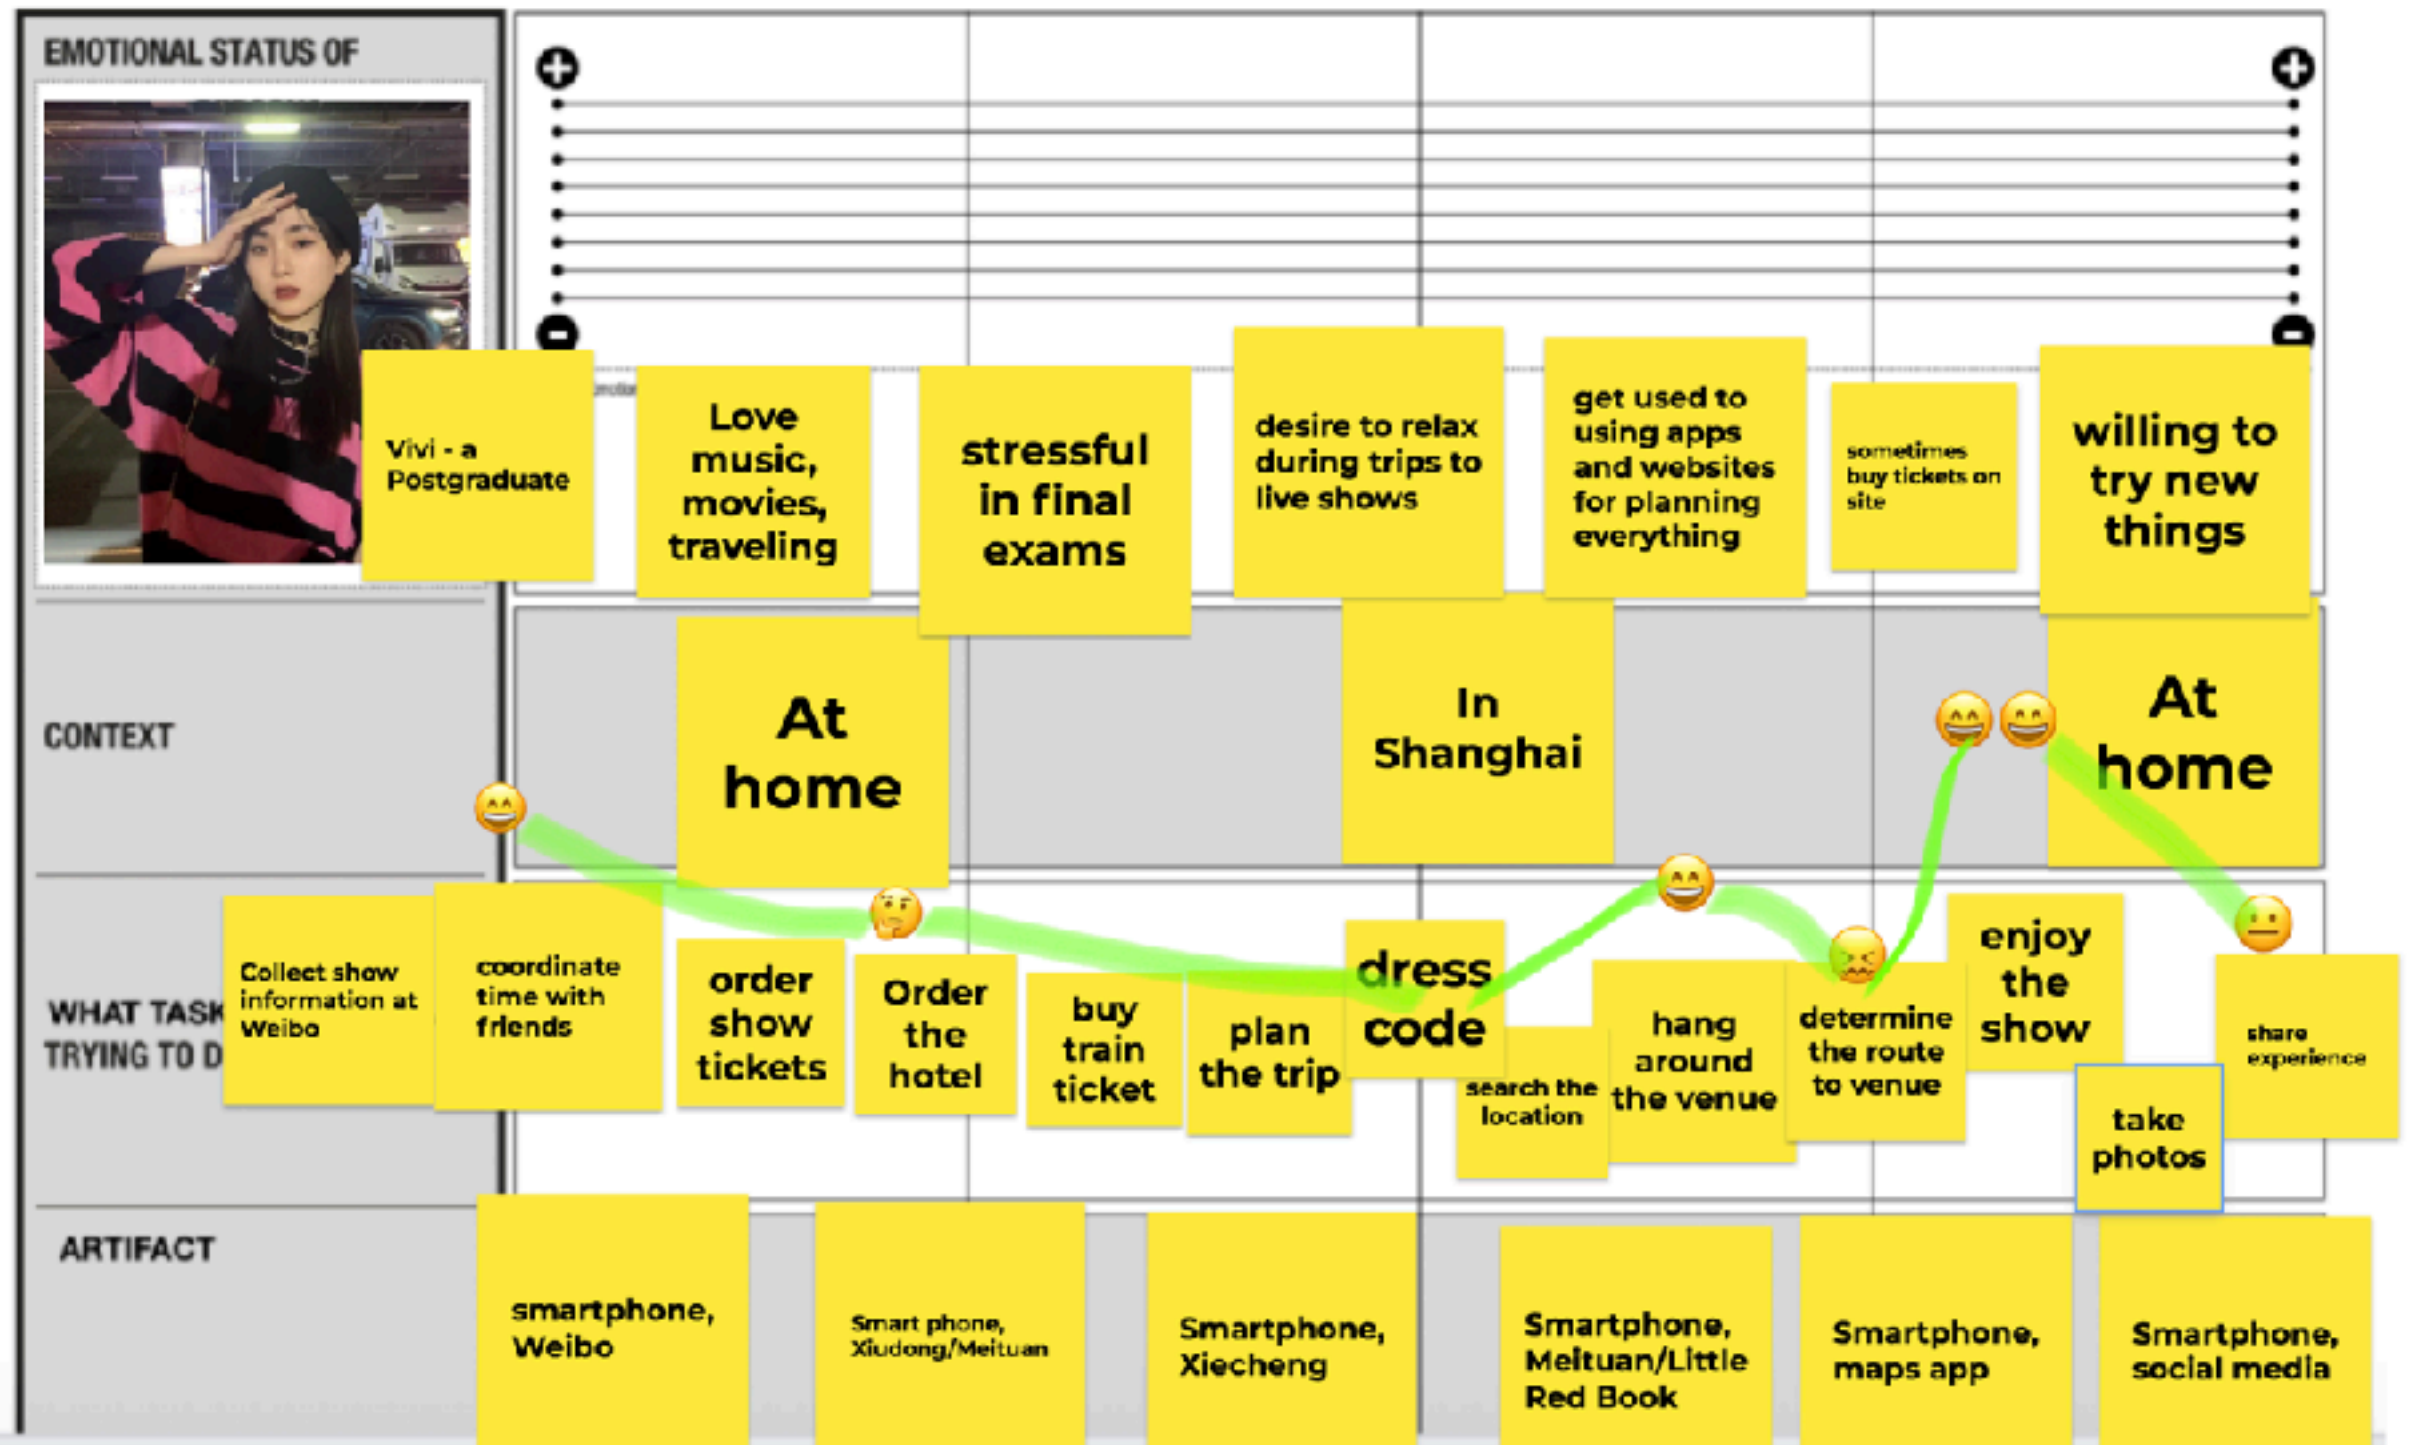 EMOTIONAL STATUS OF
Vivi - a
Postgraduate
Love
music,
movies,
traveling
stressful
in final
exams
desire to relax
during trips to
live shows
get used to
using apps
and websites
for planning
everything
sometimes
buy tickets on
site
willing to
try new
things
CONTEXT
At
home
In
Shanghai
At
home
WHAT TASK
TRYING TO D
Collect show
information at
Weibo
coordinate
time with
friends
order
show
tickets
Order
the
hotel
buy
train
ticket
plan
the trip
dress
code
search the
location
hang
around
the venue
determine
the route
to venue
enjoy
the
show
take
photos
share
experience
ARTIFACT
smartphone,
Weibo
Smart phone,
Xiudong/Meituan
Smartphone,
Xiecheng
Smartphone,
Meituan/Little
Red Book
Smartphone,
maps app
Smartphone,
social media